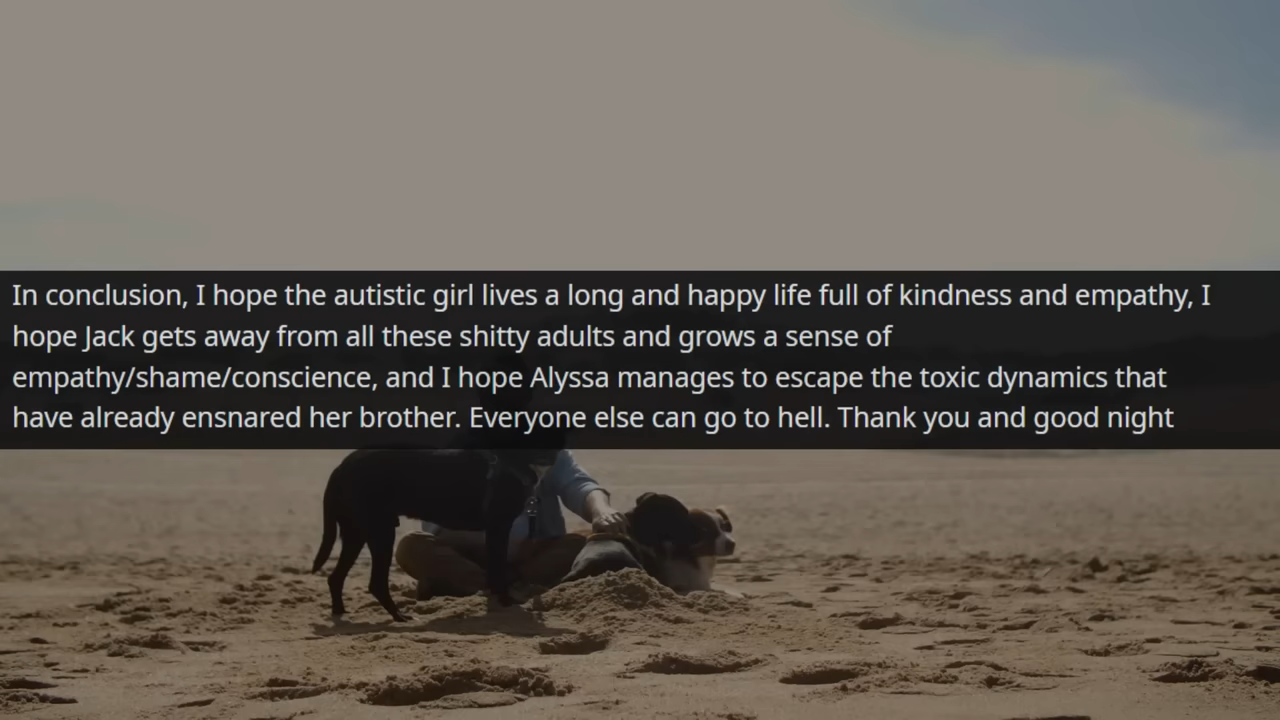 In conclusion, I hope the autistic girl lives a long and happy life full of kindness and empathy, I
hope Jack gets away from all these shitty adults and grows a sense of
empathy/shame/conscience, and I hope Alyssa manages to escape the toxic dynamics that
have already ensnared her brother. Everyone else can go to hell. Thank you and good night